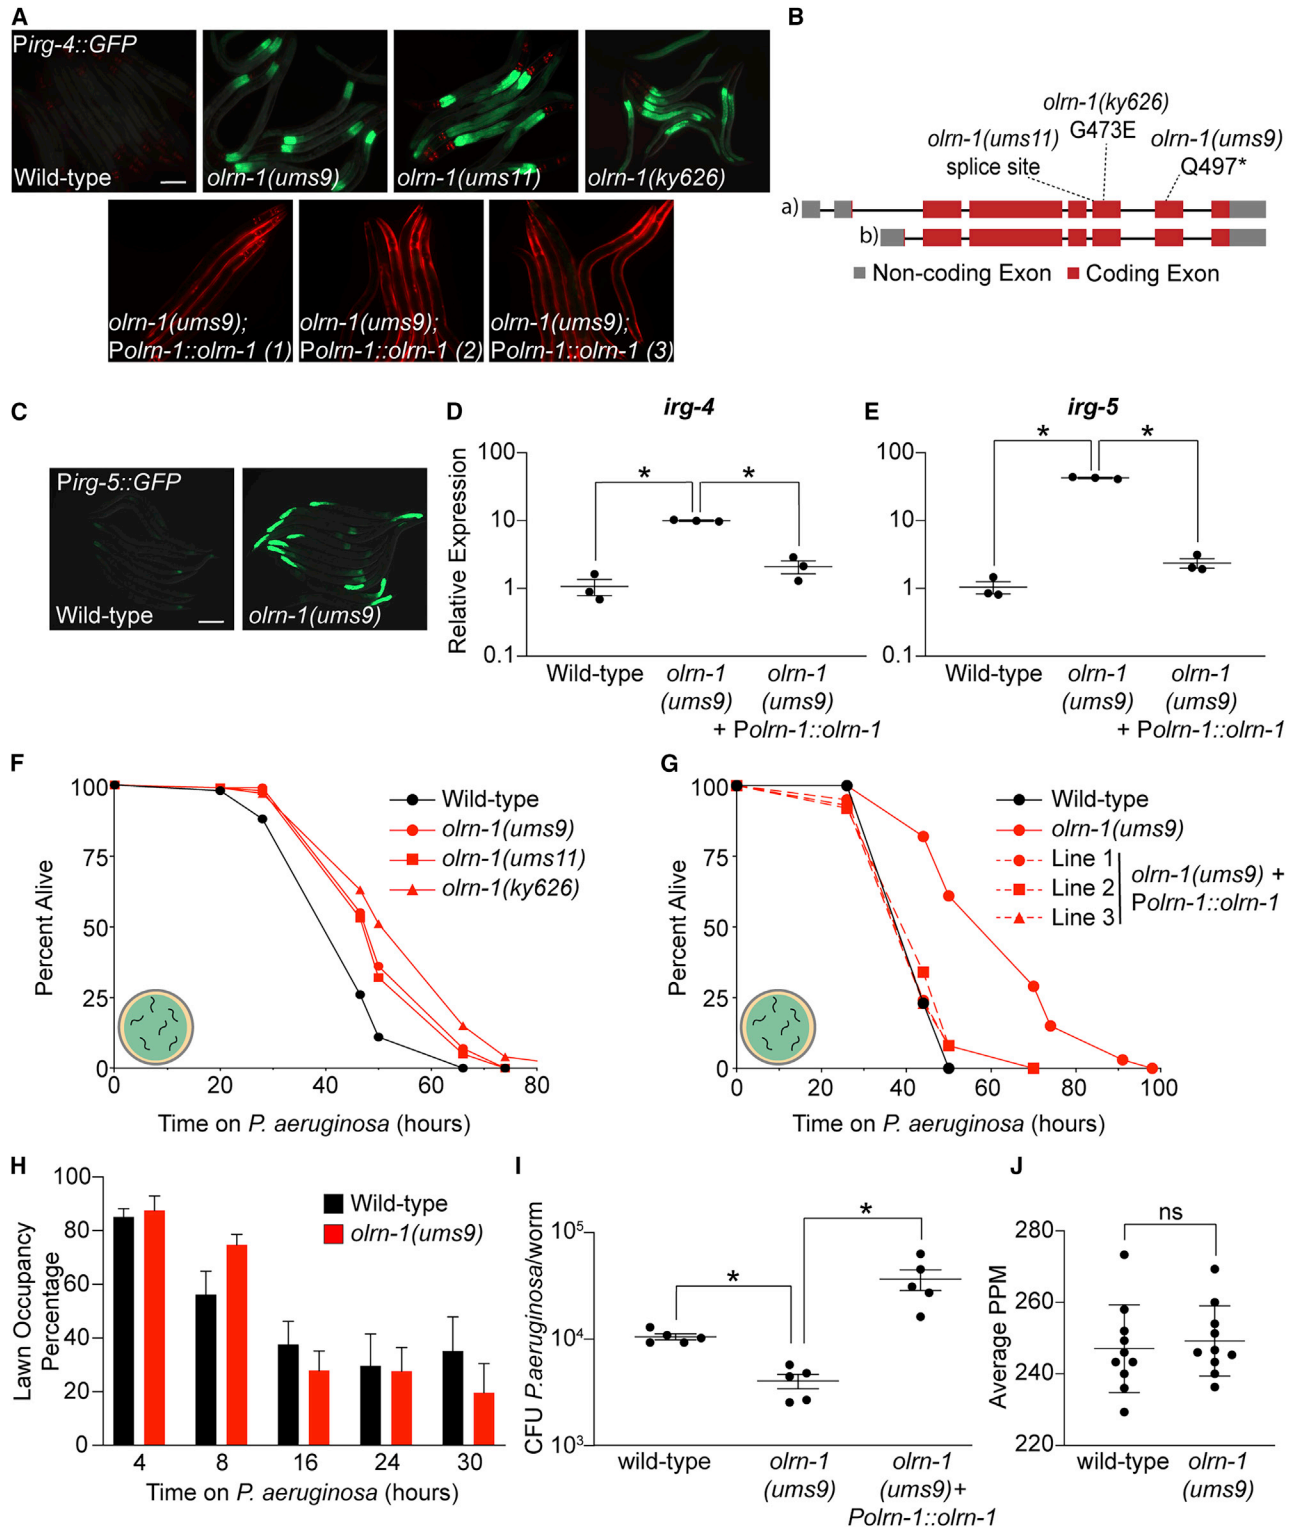 A
Pirg-4::GFP
Wild-type
olrn-1(ums9)
olrn-1(ums11)
olrn-1(ky626)
olrn-1(ums9);
Polrn-1::olrn-1 (1)
olrn-1(ums9);
Polrn-1::olrn-1 (2)
olrn-1(ums9);
Polrn-1::olrn-1 (3)
B
olrn-1(ky626)
G473E
olrn-1(ums11)
splice site
olrn-1(ums9)
Q497*
a)
b)
Non-coding Exon
Coding Exon
C
Pirg-5::GFP
Wild-type
olrn-1(ums9)
D
irg-4
Relative Expression
100
10
1
0.1
*
*
Wild-type
olrn-1
(ums9)
olrn-1
(ums9)
+ Polrn-1::olrn-1
E
irg-5
100
10
1
0.1
*
*
Wild-type
olrn-1
(ums9)
olrn-1
(ums9)
+ Polrn-1::olrn-1
F
Percent Alive
100
75
50
25
0
0
20
40
60
80
Time on P. aeruginosa (hours)
Wild-type
olrn-1(ums9)
olrn-1(ums11)
olrn-1(ky626)
G
Percent Alive
100
75
50
25
0
0
20
40
60
80
100
Time on P. aeruginosa (hours)
Wild-type
olrn-1(ums9)
Line 1
Line 2
Line 3
olrn-1(ums9) +
Polrn-1::olrn-1
H
Lawn Occupancy
Percentage
100
80
60
40
20
0
4
8
16
24
30
Time on P. aeruginosa (hours)
Wild-type
olrn-1(ums9)
I
CFU P.aeruginosa/worm
10⁵
10⁴
10³
*
*
wild-type
olrn-1
(ums9)
olrn-1
(ums9)+
Polrn-1::olrn-1
J
Average PPM
280
260
240
220
ns
wild-type
olrn-1
(ums9)